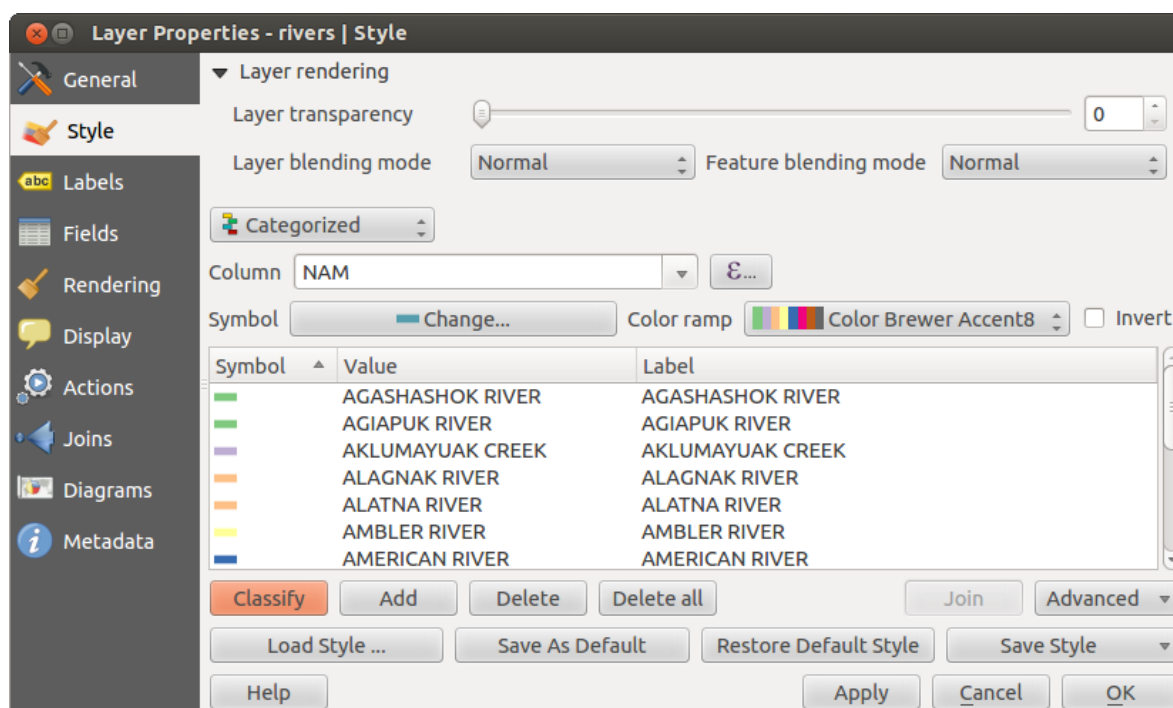 Layer Properties - rivers | Style
General
Style
abc Labels
Fields
Rendering
Display
Actions
Joins
Diagrams
Metadata
Layer rendering
Layer transparency 0
Layer blending mode Normal Feature blending mode Normal
Categorized
Column NAM ε...
Symbol Change... Color ramp Color Brewer Accent8 Invert
Symbol Value Label
AGASHASHOK RIVER AGASHASHOK RIVER
AGIAPUK RIVER AGIAPUK RIVER
AKLUMAYUAK CREEK AKLUMAYUAK CREEK
ALAGNAK RIVER ALAGNAK RIVER
ALATNA RIVER ALATNA RIVER
AMBLER RIVER AMBLER RIVER
AMERICAN RIVER AMERICAN RIVER
Classify Add Delete Delete all Join Advanced
Load Style ... Save As Default Restore Default Style Save Style
Help Apply Cancel OK